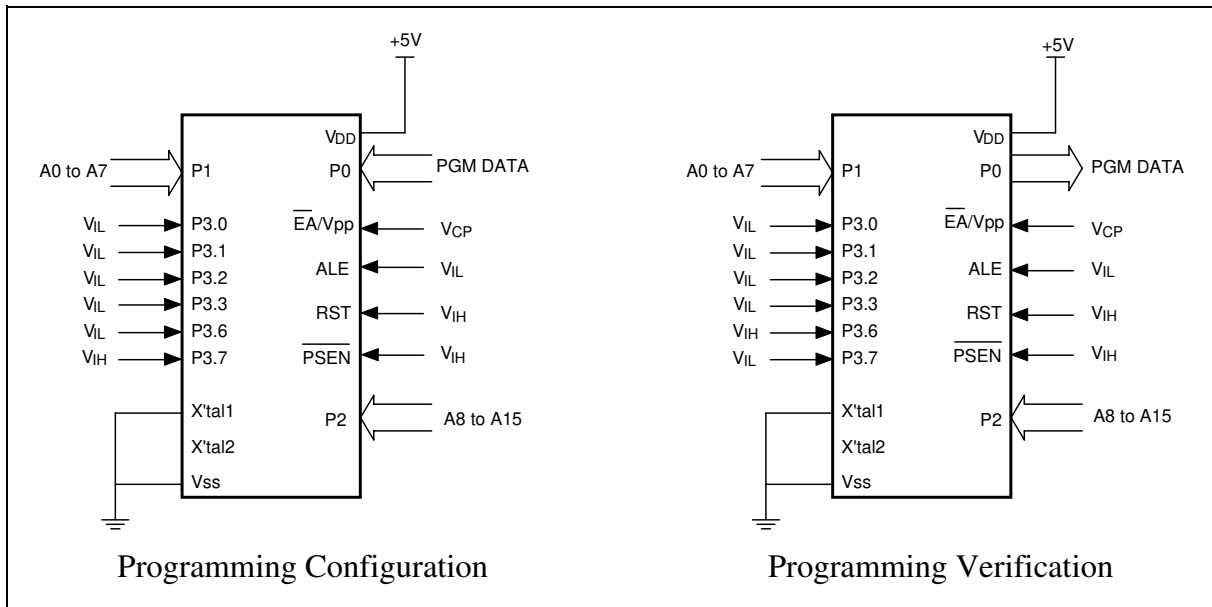 +5V
VDD
A0 to A7
P1
P0
PGM DATA
VIL
P3.0
EA/Vpp
VCP
VIL
P3.1
VIL
P3.2
ALE
VIL
VIL
P3.3
RST
VIH
VIL
P3.6
VIH
P3.7
PSEN
VIH
X'tal1
P2
A8 to A15
X'tal2
Vss
Programming Configuration
+5V
VDD
A0 to A7
P1
P0
PGM DATA
VIL
P3.0
EA/Vpp
VCP
VIL
P3.1
VIL
P3.2
ALE
VIL
VIL
P3.3
RST
VIH
VIH
P3.6
VIL
P3.7
PSEN
VIH
X'tal1
P2
A8 to A15
X'tal2
Vss
Programming Verification